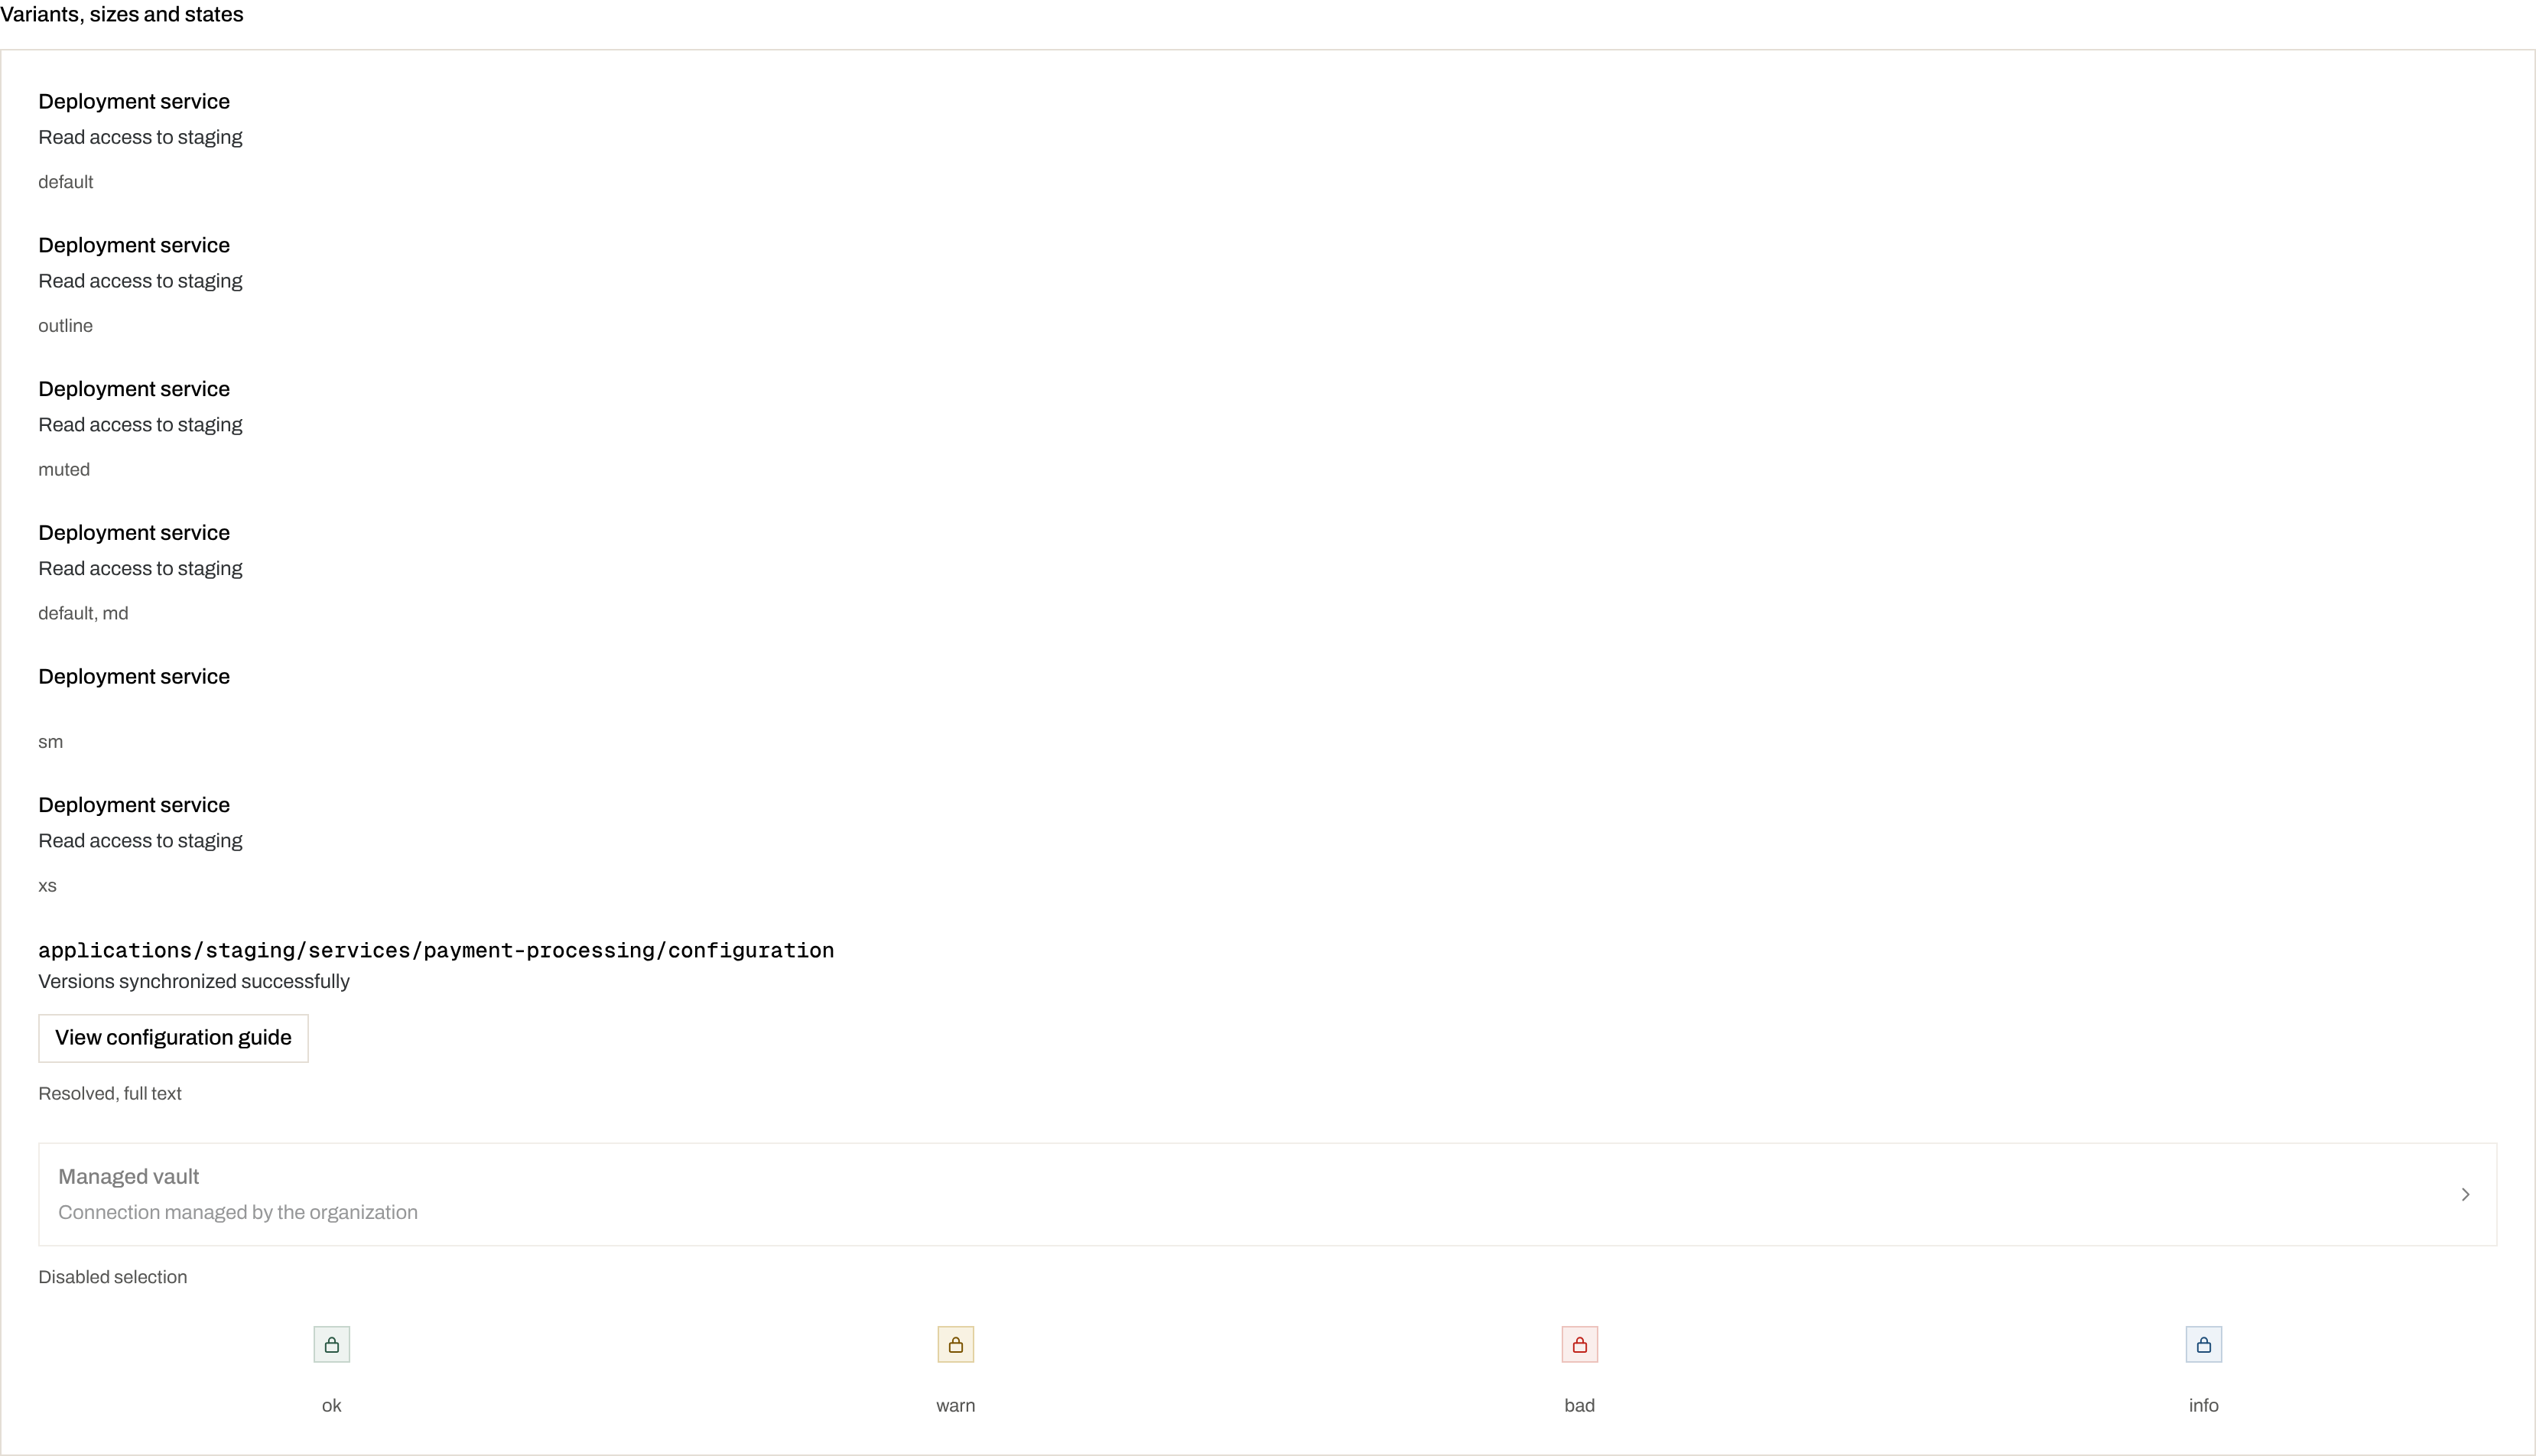 Variants, sizes and states
Deployment service
Read access to staging
default
Deployment service
Read access to staging
outline
Deployment service
Read access to staging
muted
Deployment service
Read access to staging
default, md
Deployment service
sm
Deployment service
Read access to staging
xs
applications/staging/services/payment-processing/configuration
Versions synchronized successfully
View configuration guide
Resolved, full text
Managed vault
Connection managed by the organization
Disabled selection
ok
warn
bad
info